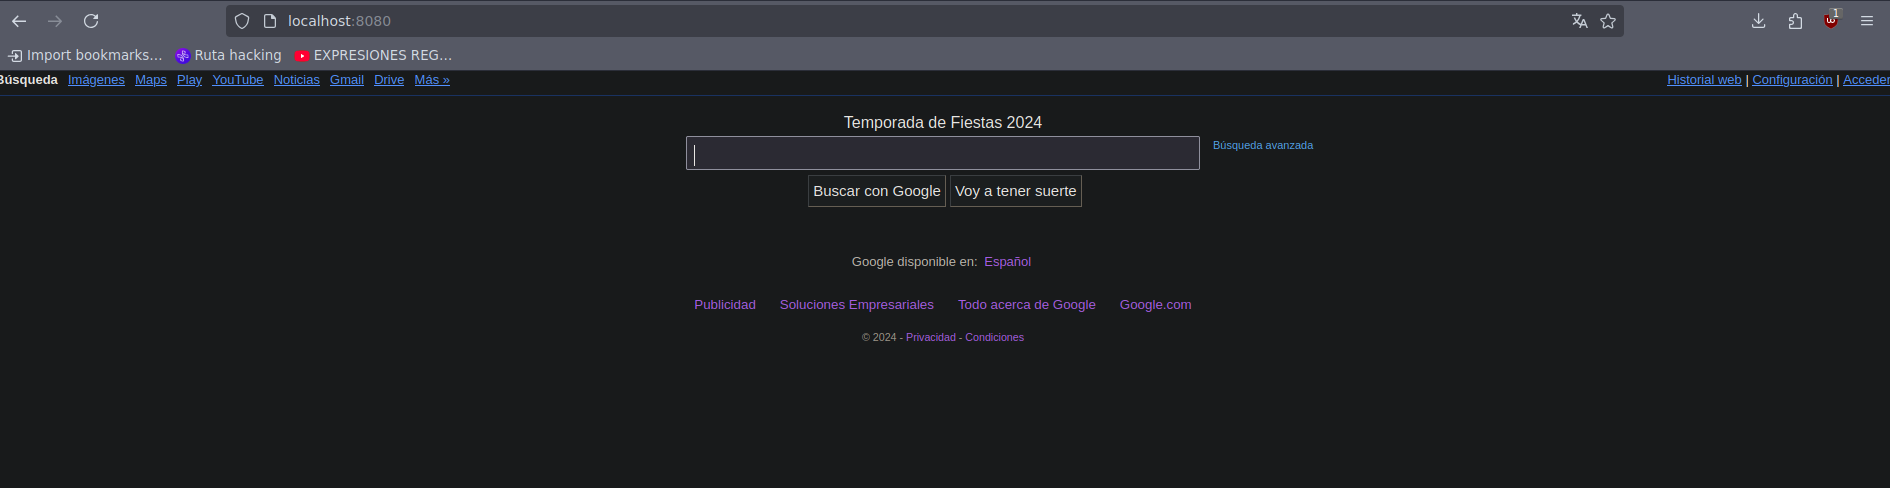 localhost:8080
1
Import bookmarks... Ruta hacking EXPRESIONES REG...
Búsqueda Imágenes Maps Play YouTube Noticias Gmail Drive Más » Historial web | Configuración | Acceder
Temporada de Fiestas 2024
Búsqueda avanzada
Buscar con Google Voy a tener suerte
Google disponible en: Español
Publicidad Soluciones Empresariales Todo acerca de Google Google.com
© 2024 - Privacidad - Condiciones